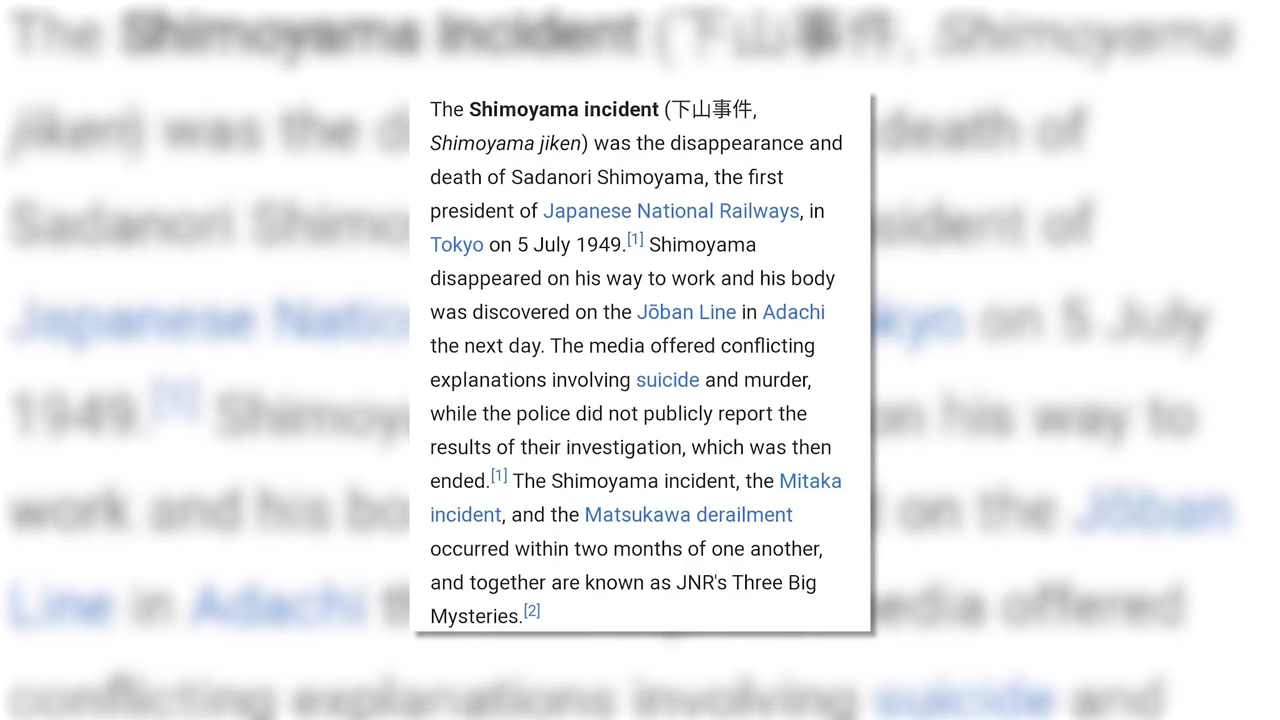 The Shimoyama incident (下山事件,
Shimoyama jiken) was the disappearance and
death of Sadanori Shimoyama, the first
president of Japanese National Railways, in
Tokyo on 5 July 1949.[1] Shimoyama
disappeared on his way to work and his body
was discovered on the Jōban Line in Adachi
the next day. The media offered conflicting
explanations involving suicide and murder,
while the police did not publicly report the
results of their investigation, which was then
ended.[1] The Shimoyama incident, the Mitaka
incident, and the Matsukawa derailment
occurred within two months of one another,
and together are known as JNR's Three Big
Mysteries.[2]